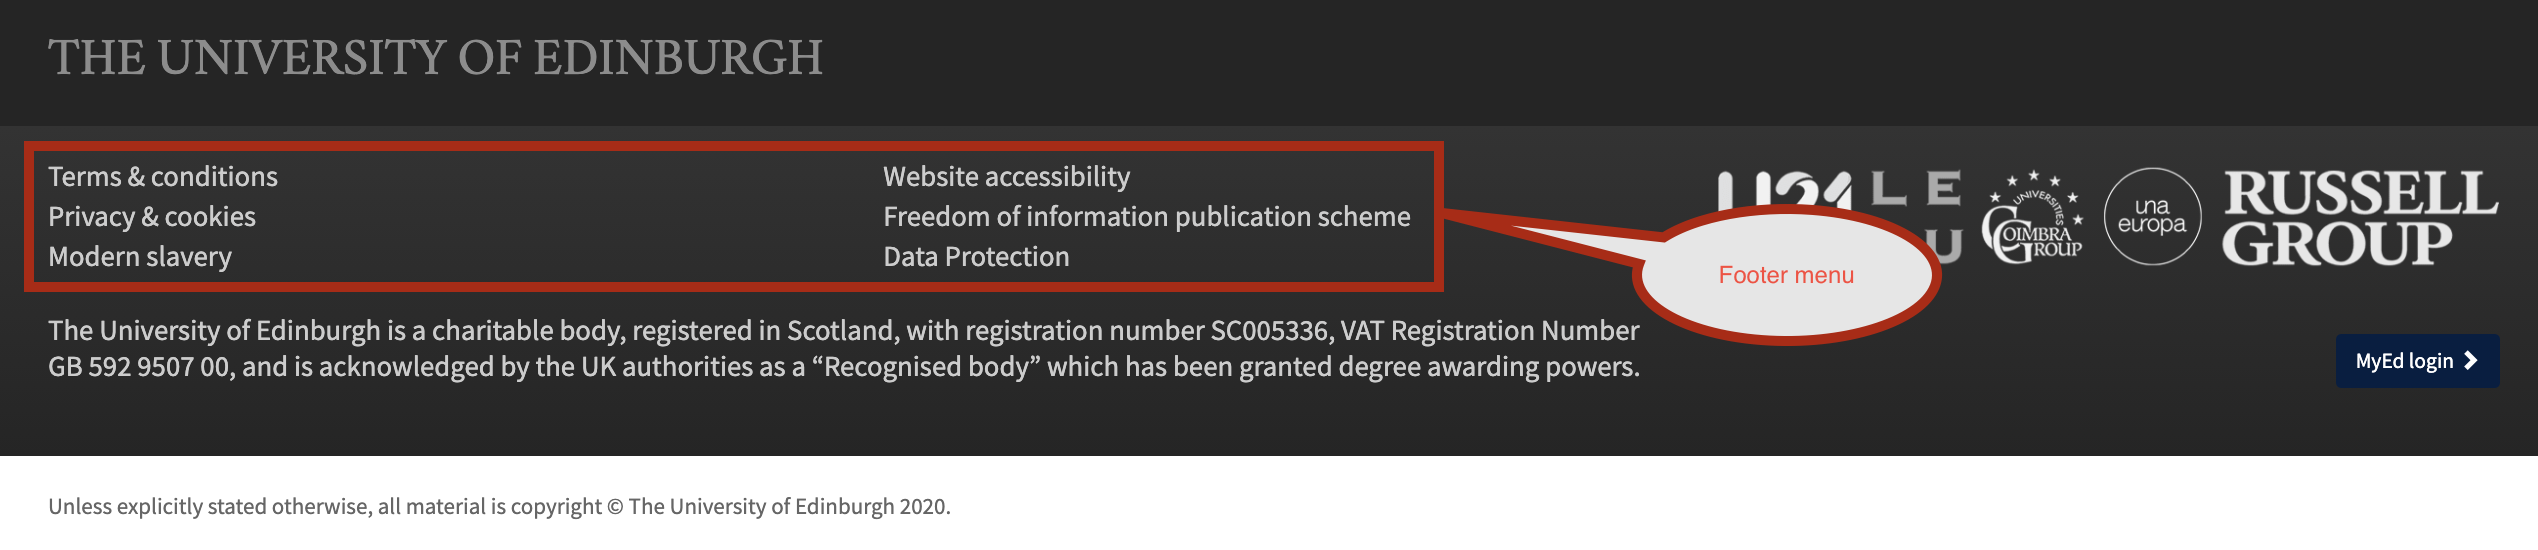 THE UNIVERSITY OF EDINBURGH
Terms & conditions
Privacy & cookies
Modern slavery
Website accessibility
Freedom of information publication scheme
Data Protection
U21
L E
U
UNIVERSITIES
COIMBRA
GROUP
una
europa
RUSSELL
GROUP
Footer menu
The University of Edinburgh is a charitable body, registered in Scotland, with registration number SC005336, VAT Registration Number
GB 592 9507 00, and is acknowledged by the UK authorities as a “Recognised body” which has been granted degree awarding powers.
MyEd login
Unless explicitly stated otherwise, all material is copyright © The University of Edinburgh 2020.